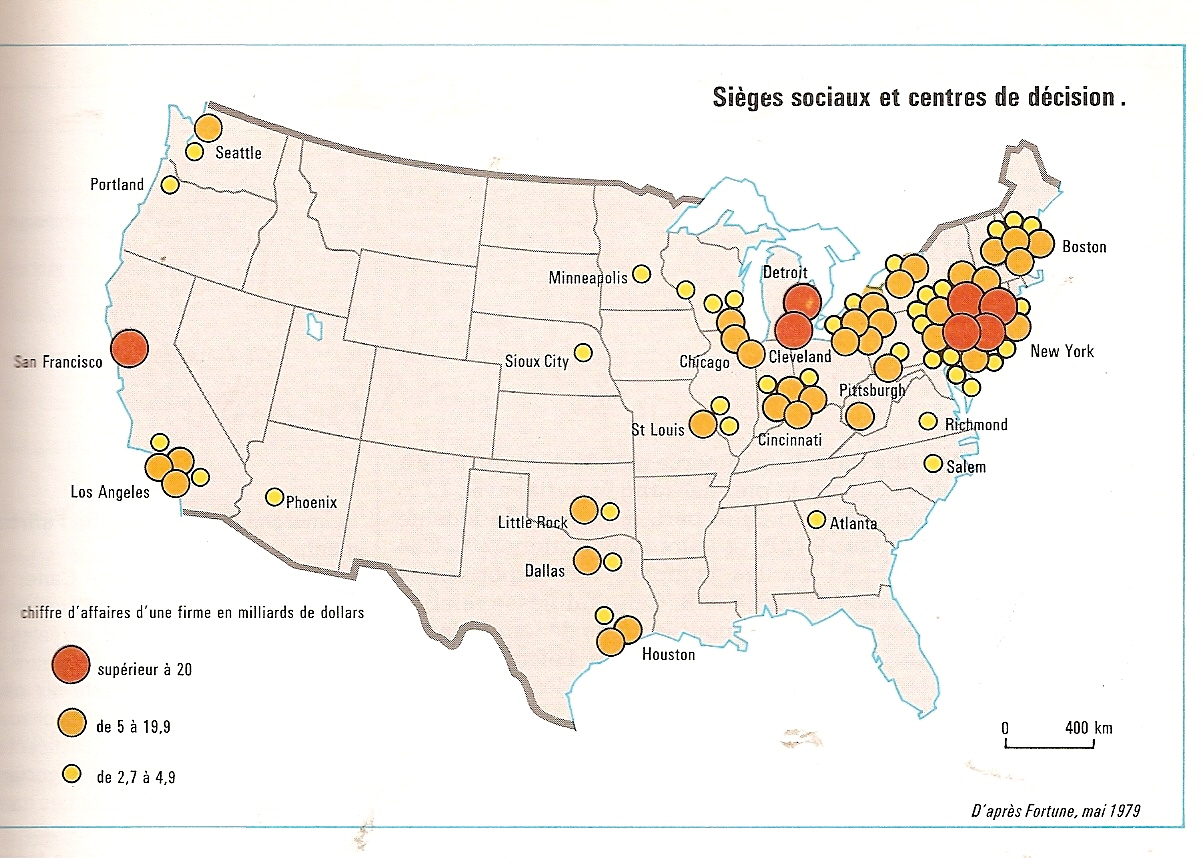 Sièges sociaux et centres de décision .
Seattle
Portland
Boston
Detroit
Minneapolis
San Francisco
Sioux City
Chicago
Cleveland
New York
Pittsburgh
St Louis
Cincinnati
Richmond
Salem
Los Angeles
Phoenix
Little Rock
Atlanta
Dallas
Houston
chiffre d'affaires d'une firme en milliards de dollars
supérieur à 20
de 5 à 19,9
de 2,7 à 4,9
0 400 km
D'après Fortune, mai 1979